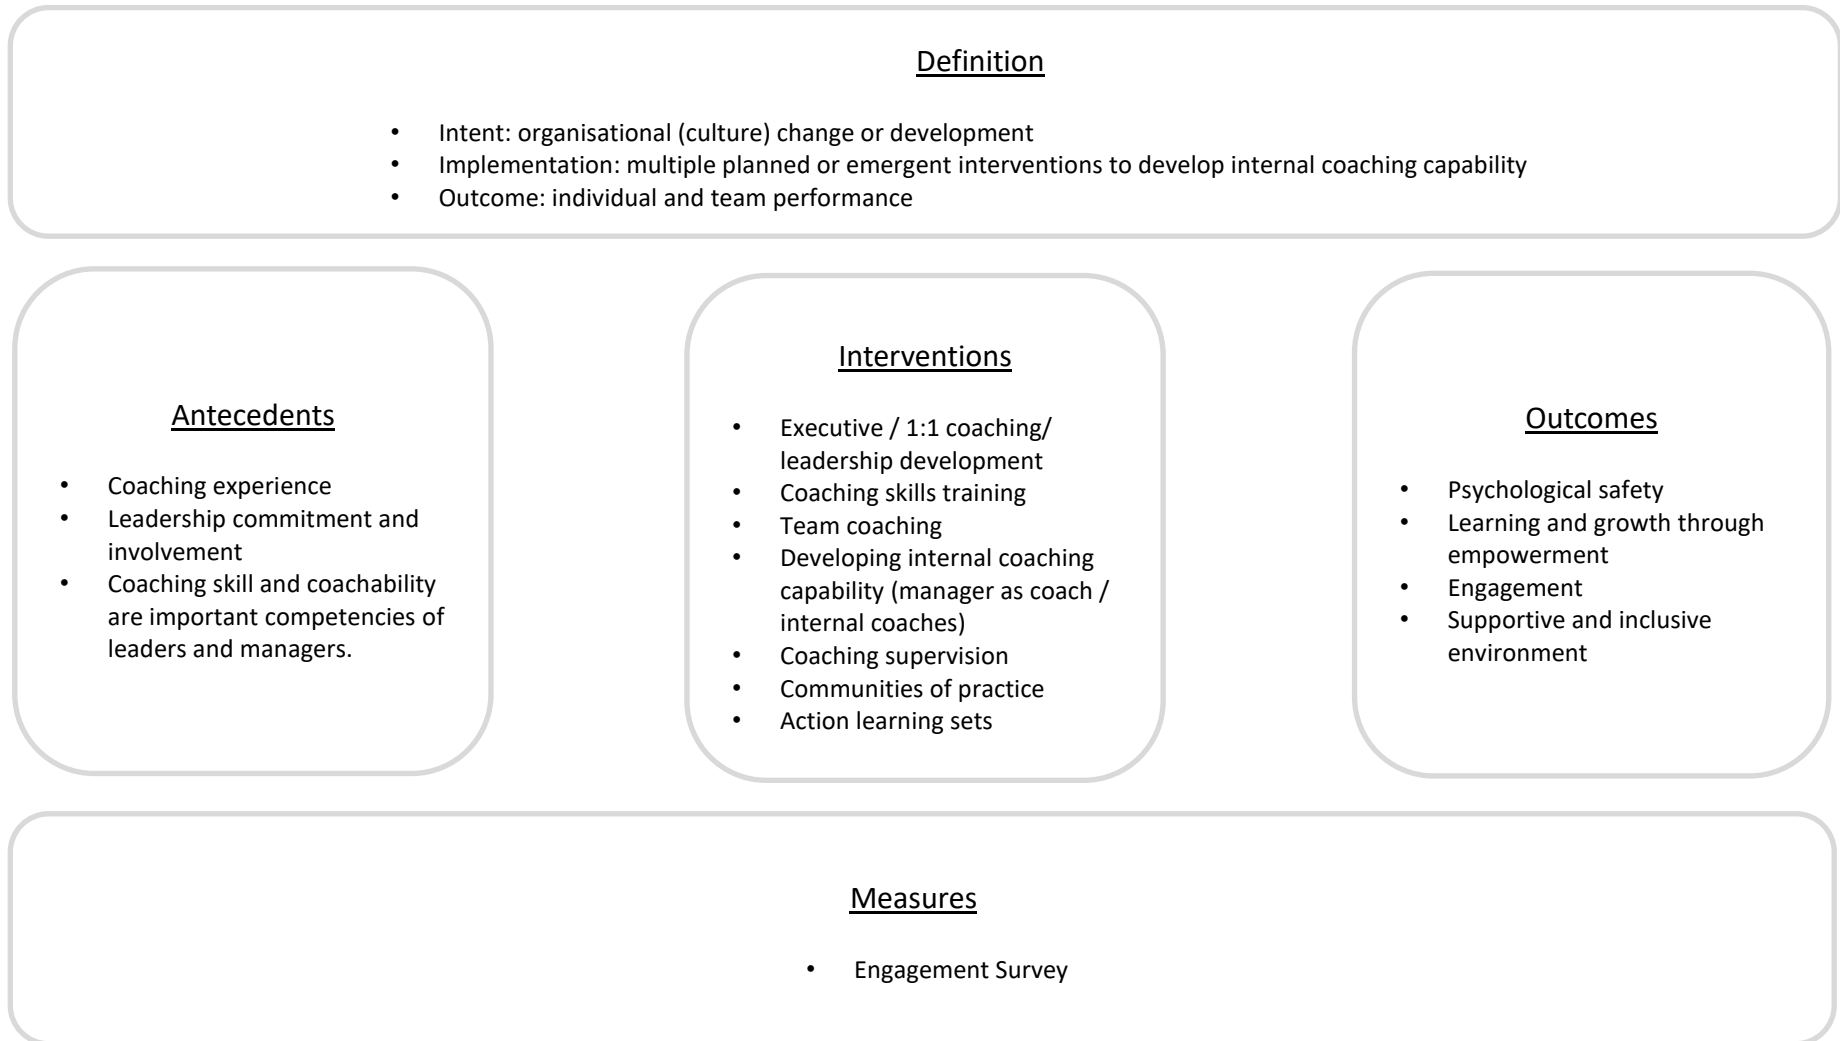 Definition
• Intent: organisational (culture) change or development
• Implementation: multiple planned or emergent interventions to develop internal coaching capability
• Outcome: individual and team performance
Antecedents
• Coaching experience
• Leadership commitment and
involvement
• Coaching skill and coachability
are important competencies of
leaders and managers.
Interventions
• Executive / 1:1 coaching/
leadership development
• Coaching skills training
• Team coaching
• Developing internal coaching
capability (manager as coach /
internal coaches)
• Coaching supervision
• Communities of practice
• Action learning sets
Outcomes
• Psychological safety
• Learning and growth through
empowerment
• Engagement
• Supportive and inclusive
environment
Measures
• Engagement Survey